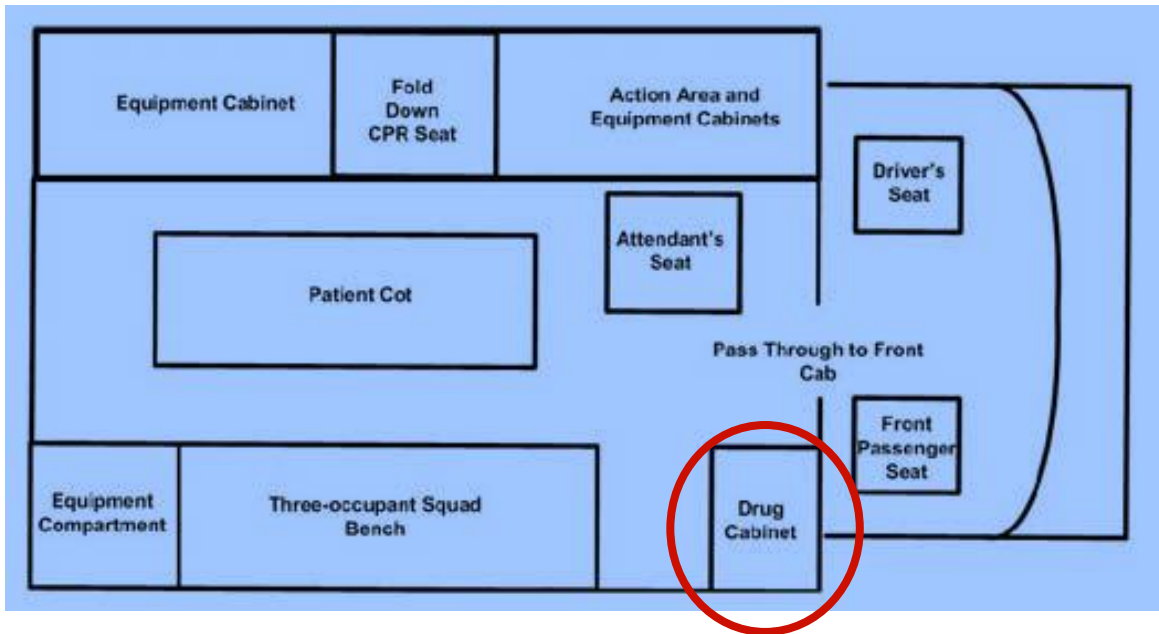 Equipment Cabinet
Fold
Down
CPR Seat
Action Area and
Equipment Cabinets
Driver's
Seat
Attendant's
Seat
Patient Cot
Pass Through to Front
Cab
Front
Passenger
Seat
Equipment
Compartment
Three-occupant Squad
Bench
Drug
Cabinet